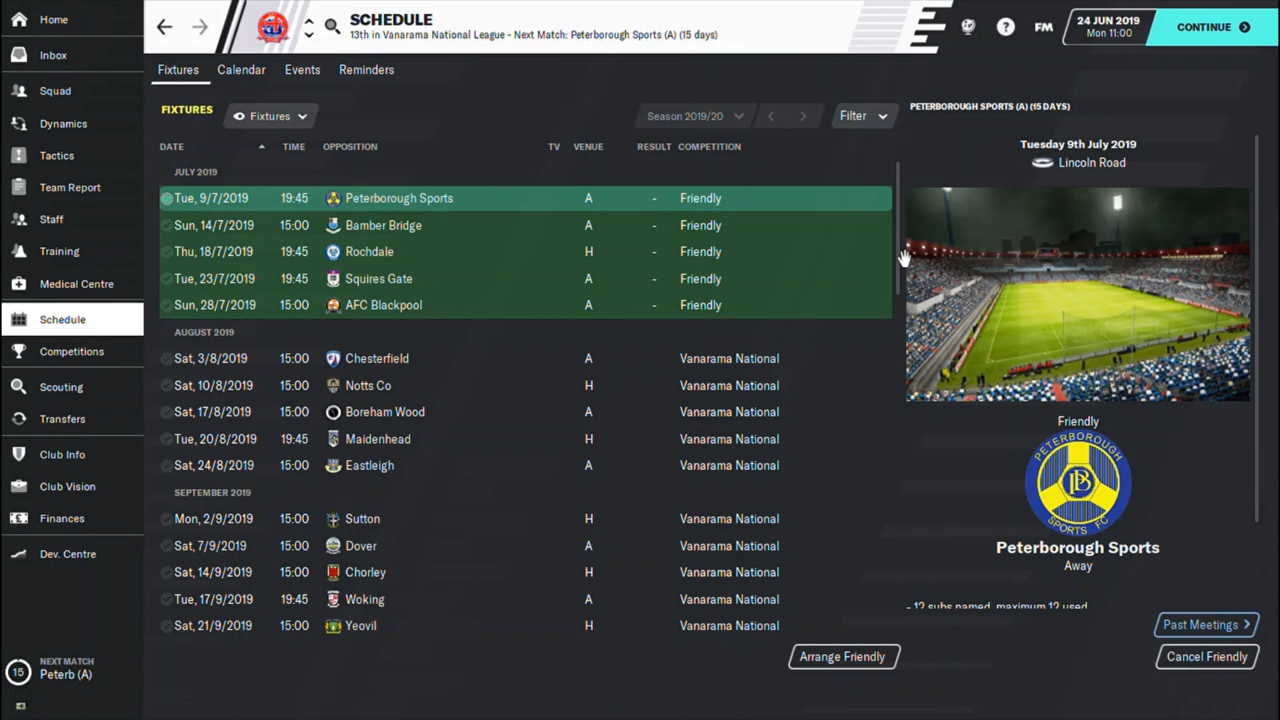 Home
Inbox
Squad
Dynamics
Tactics
Team Report
Staff
Training
Medical Centre
Schedule
Competitions
Scouting
Transfers
Club Info
Club Vision
Finances
Dev. Centre
15
NEXT MATCH
Peterb (A)
SCHEDULE
13th in Vanarama National League - Next Match: Peterborough Sports (A) (15 days)
?
FM
24 JUN 2019
Mon 11:00
CONTINUE
Fixtures Calendar Events Reminders
FIXTURES
Fixtures
Season 2019/20
Filter
DATE TIME OPPOSITION TV VENUE RESULT COMPETITION
JULY 2019
Tue, 9/7/2019 19:45 Peterborough Sports A - Friendly
Sun, 14/7/2019 15:00 Bamber Bridge A - Friendly
Thu, 18/7/2019 19:45 Rochdale H - Friendly
Tue, 23/7/2019 19:45 Squires Gate A - Friendly
Sun, 28/7/2019 15:00 AFC Blackpool A - Friendly
AUGUST 2019
Sat, 3/8/2019 15:00 Chesterfield A Vanarama National
Sat, 10/8/2019 15:00 Notts Co H Vanarama National
Sat, 17/8/2019 15:00 Boreham Wood A Vanarama National
Tue, 20/8/2019 19:45 Maidenhead H Vanarama National
Sat, 24/8/2019 15:00 Eastleigh A Vanarama National
SEPTEMBER 2019
Mon, 2/9/2019 15:00 Sutton H Vanarama National
Sat, 7/9/2019 15:00 Dover A Vanarama National
Sat, 14/9/2019 15:00 Chorley H Vanarama National
Tue, 17/9/2019 19:45 Woking A Vanarama National
Sat, 21/9/2019 15:00 Yeovil H Vanarama National
Arrange Friendly
PETERBOROUGH SPORTS (A) (15 DAYS)
Tuesday 9th July 2019
Lincoln Road
Friendly
PETERBOROUGH
SPORTS FC
Peterborough Sports
Away
- 12 subs named, maximum 12 used
Past Meetings
Cancel Friendly